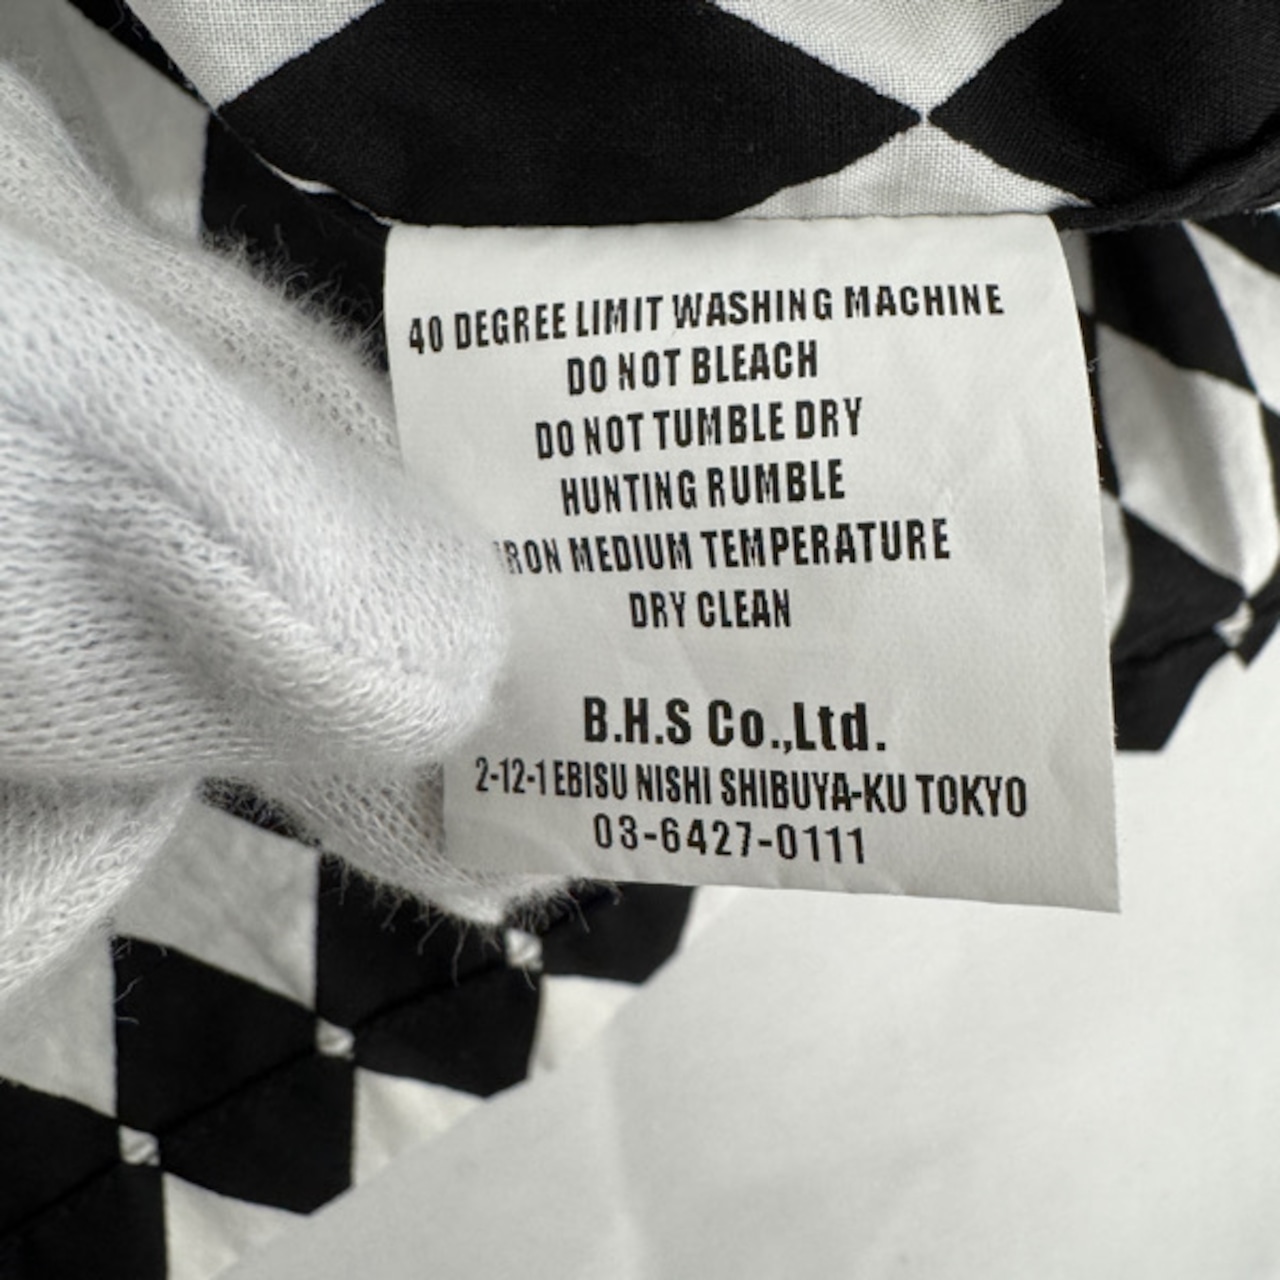 40 DEGREE LIMIT WASHING MACHINE
DO NOT BLEACH
DO NOT TUMBLE DRY
HUNTING RUMBLE
IRON MEDIUM TEMPERATURE
DRY CLEAN
B.H.S Co.,Ltd.
2-12-1 EBISU NISHI SHIBUYA-KU TOKYO
03-6427-0111